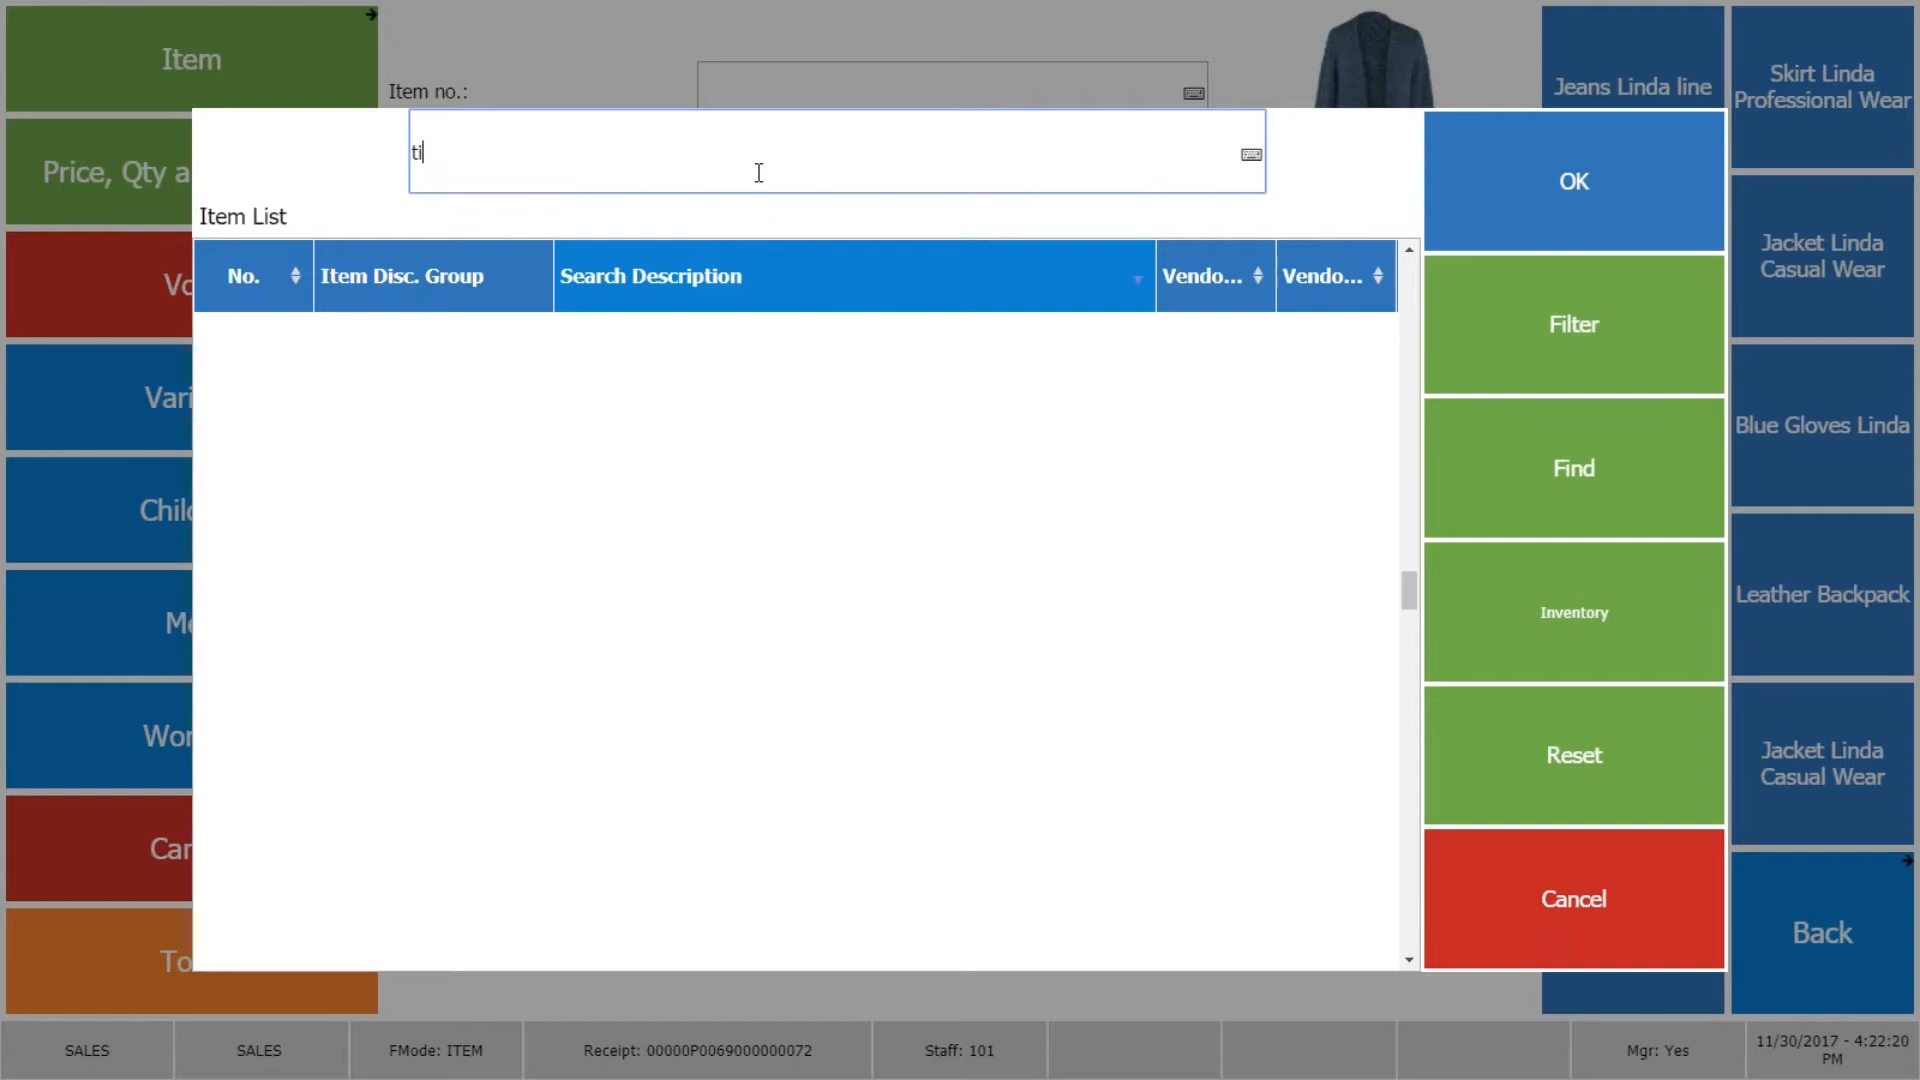 Item
Item no.:
Price, Qty a
Vo
Vari
Child
Me
Wor
Car
To
ti
Item List
No.
Item Disc. Group
Search Description
Vendo...
Vendo...
OK
Filter
Find
Inventory
Reset
Cancel
Jeans Linda line
Skirt Linda
Professional Wear
Jacket Linda
Casual Wear
Blue Gloves Linda
Leather Backpack
Jacket Linda
Casual Wear
Back
SALES
SALES
FMode: ITEM
Receipt: 00000P0069000000072
Staff: 101
Mgr: Yes
11/30/2017 - 4:22:20
PM